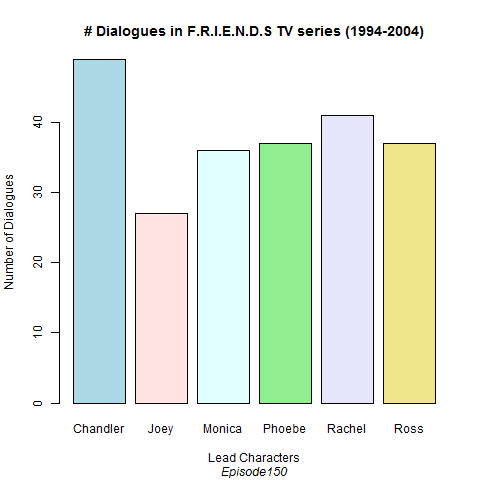 # Dialogues in F.R.I.E.N.D.S TV series (1994-2004)
Number of Dialogues
40
30
20
10
0
Chandler Joey Monica Phoebe Rachel Ross
Lead Characters
Episode150